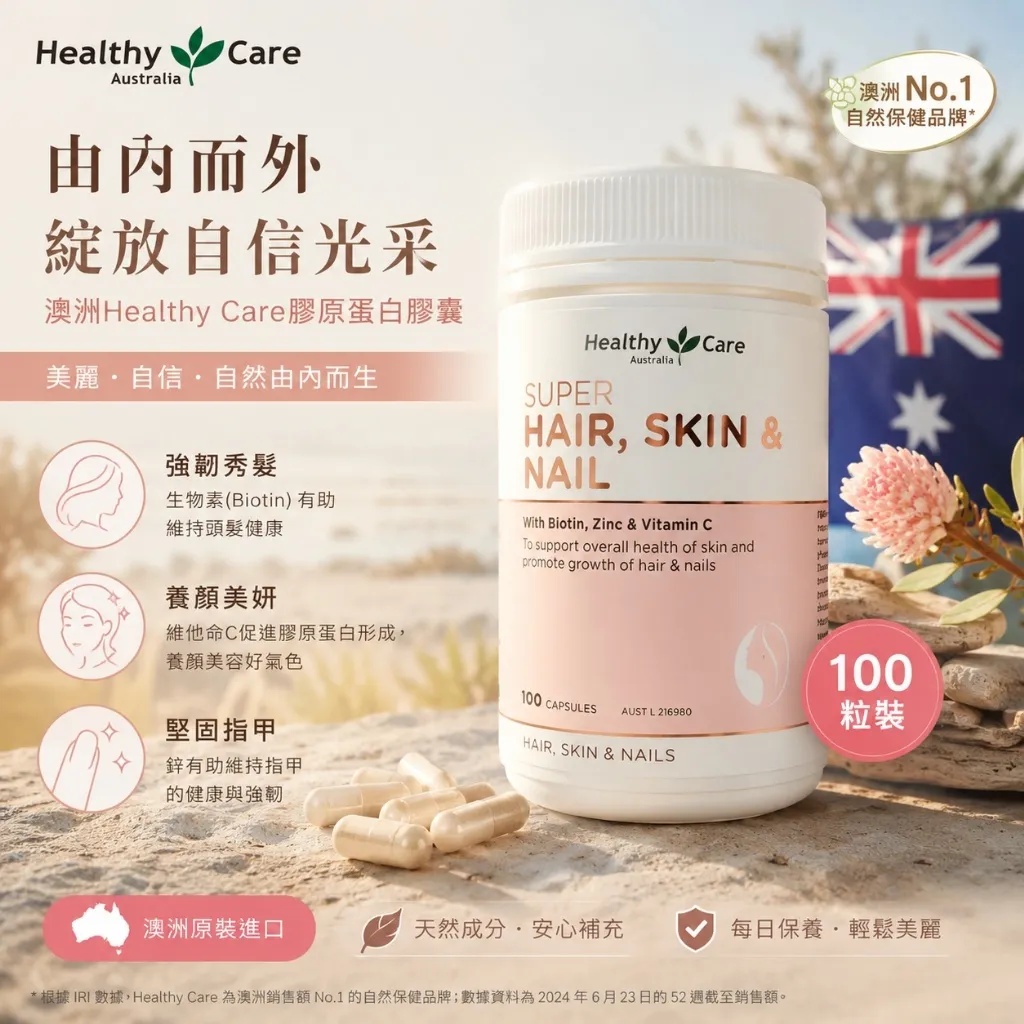 Healthy Care
Australia
澳洲 No.1
自然保健品牌*
由內而外
綻放自信光采
澳洲Healthy Care膠原蛋白膠囊
美麗・自信・自然由內而生
強韌秀髮
生物素(Biotin) 有助
維持頭髮健康
養顏美妍
維他命C促進膠原蛋白形成，
養顏美容好氣色
堅固指甲
鋅有助維持指甲
的健康與強韌
Healthy Care
Australia
SUPER
HAIR, SKIN &
NAIL
With Biotin, Zinc & Vitamin C
To support overall health of skin and
promote growth of hair & nails
100 CAPSULES AUST L 216980
HAIR, SKIN & NAILS
100
粒裝
澳洲原裝進口
天然成分・安心補充
每日保養・輕鬆美麗
* 根據 IRI 數據，Healthy Care 為澳洲銷售額 No.1 的自然保健品牌；數據資料為 2024 年 6 月 23 日的 52 週截至銷售額。